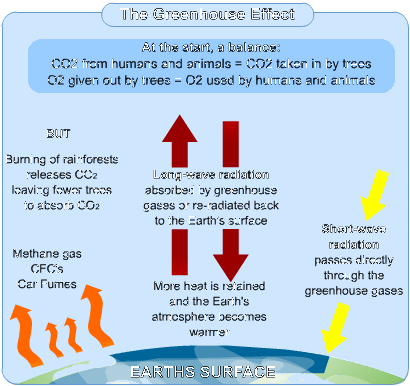 The Greenhouse Effect
At the start, a balance:
CO2 from humans and animals = CO2 taken in by trees
O2 given out by trees = O2 used by humans and animals
BUT
Burning of rainforests
releases CO₂
leaving fewer trees
to absorb CO₂
Methane gas
CFC's
Car Fumes
Long-wave radiation
absorbed by greenhouse
gases or re-radiated back
to the Earth's surface
More heat is retained
and the Earth's
atmosphere becomes
warmer
Short-wave
radiation
passes directly
through the
greenhouse gases
EARTHS SURFACE